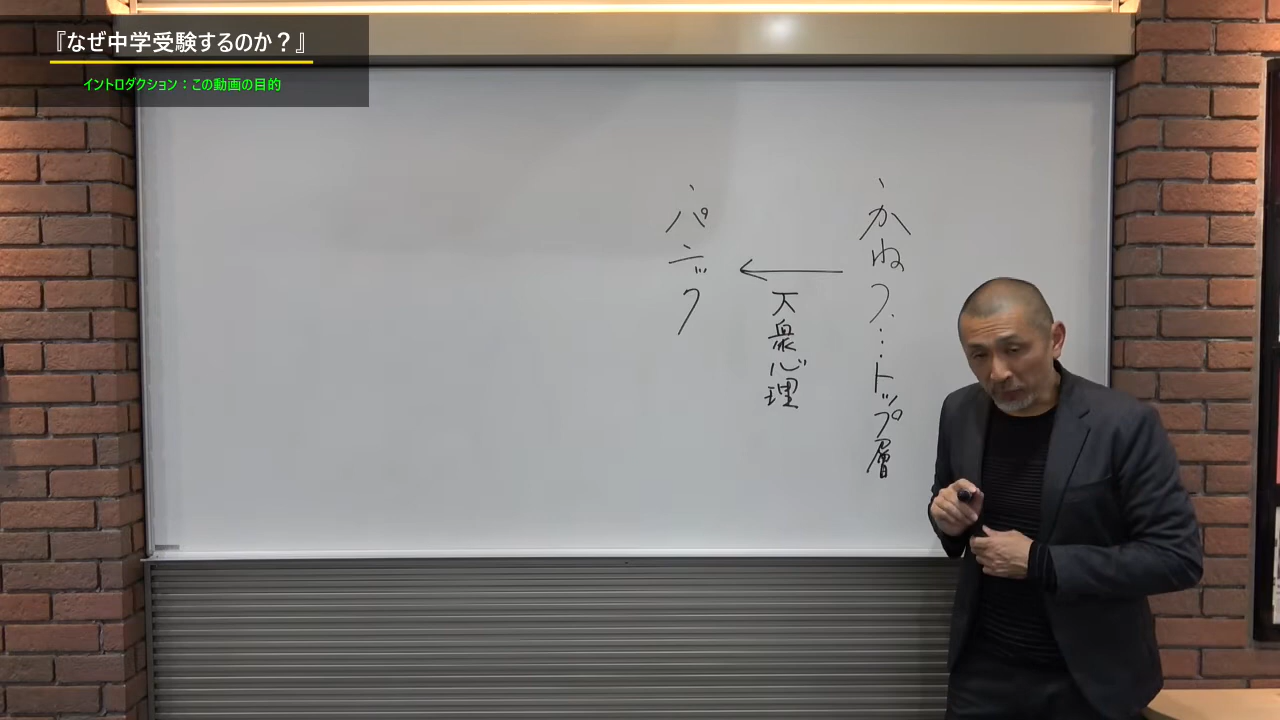 『なぜ中学受験するのか？』
イントロダクション：この動画の目的
、かねつ…トップ層
大衆心理
、パニック